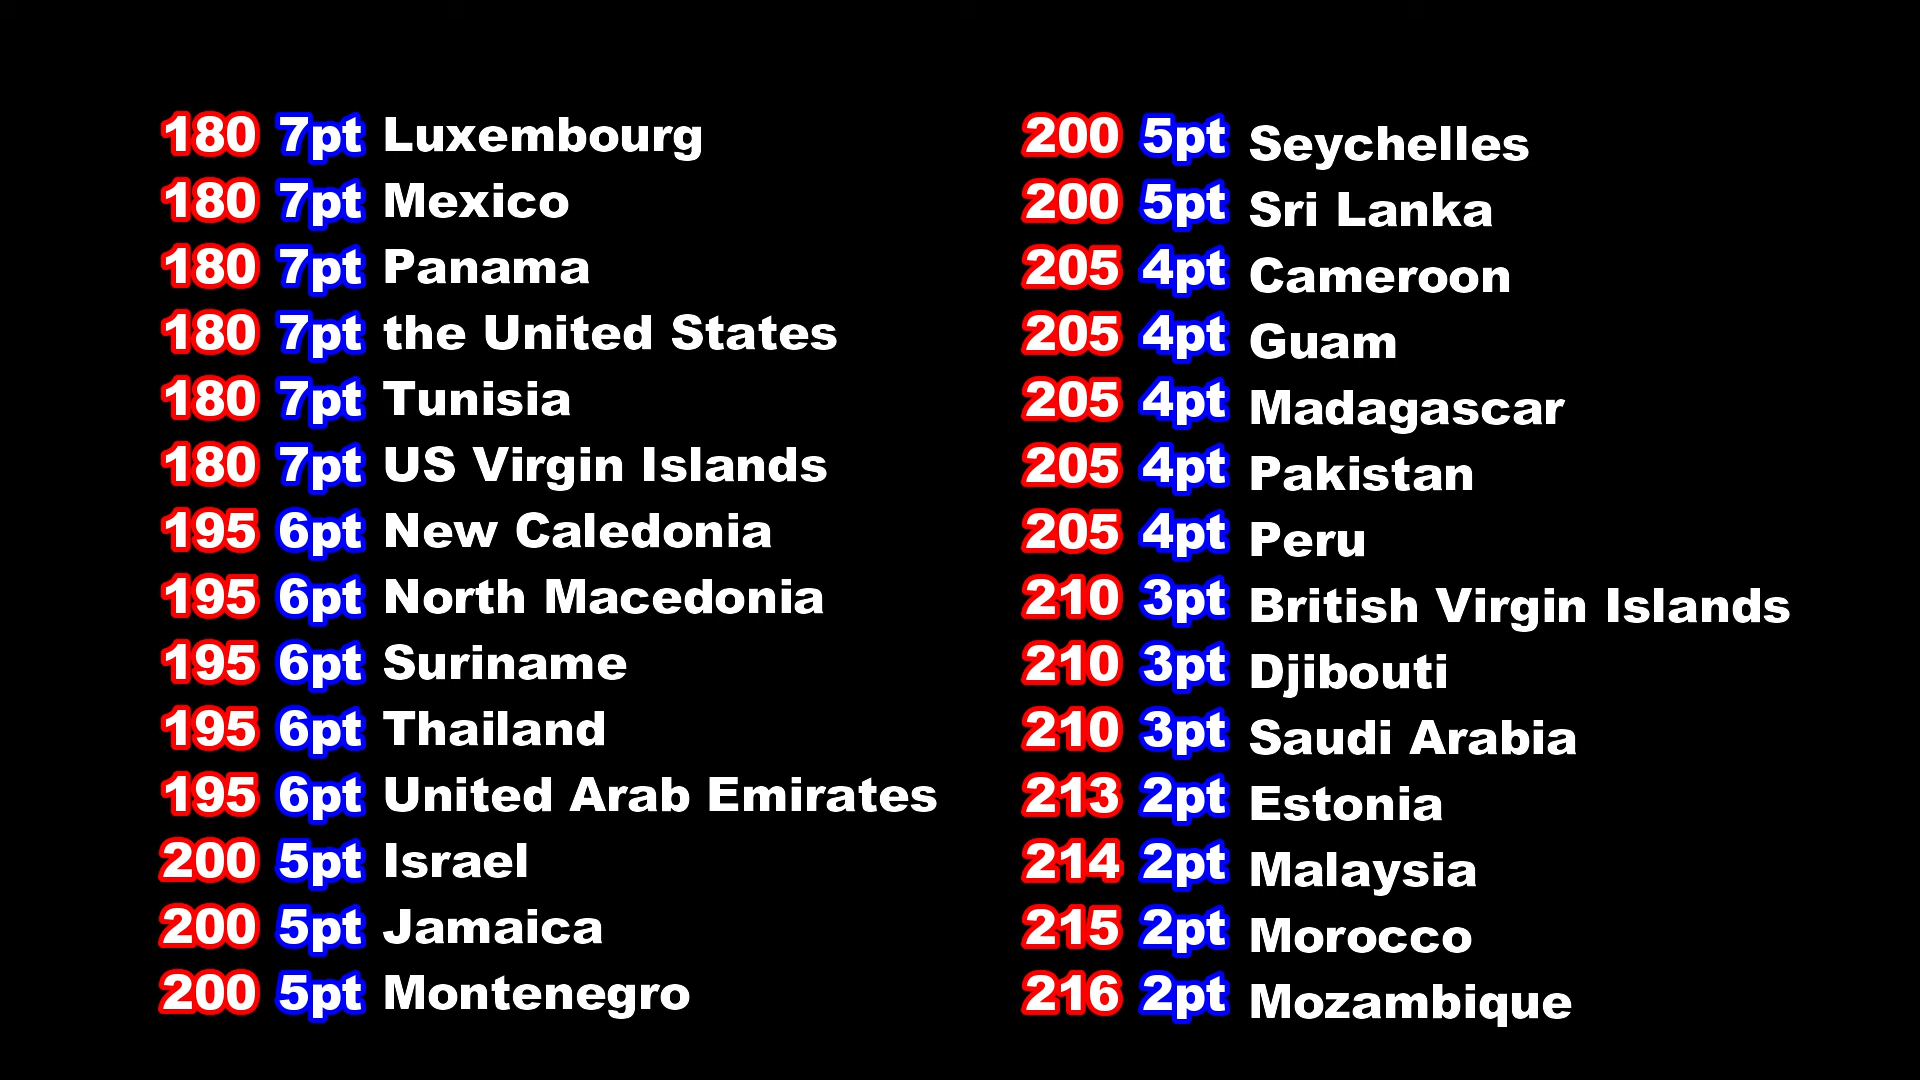 180 7pt Luxembourg
180 7pt Mexico
180 7pt Panama
180 7pt the United States
180 7pt Tunisia
180 7pt US Virgin Islands
195 6pt New Caledonia
195 6pt North Macedonia
195 6pt Suriname
195 6pt Thailand
195 6pt United Arab Emirates
200 5pt Israel
200 5pt Jamaica
200 5pt Montenegro
200 5pt Seychelles
200 5pt Sri Lanka
205 4pt Cameroon
205 4pt Guam
205 4pt Madagascar
205 4pt Pakistan
205 4pt Peru
210 3pt British Virgin Islands
210 3pt Djibouti
210 3pt Saudi Arabia
213 2pt Estonia
214 2pt Malaysia
215 2pt Morocco
216 2pt Mozambique